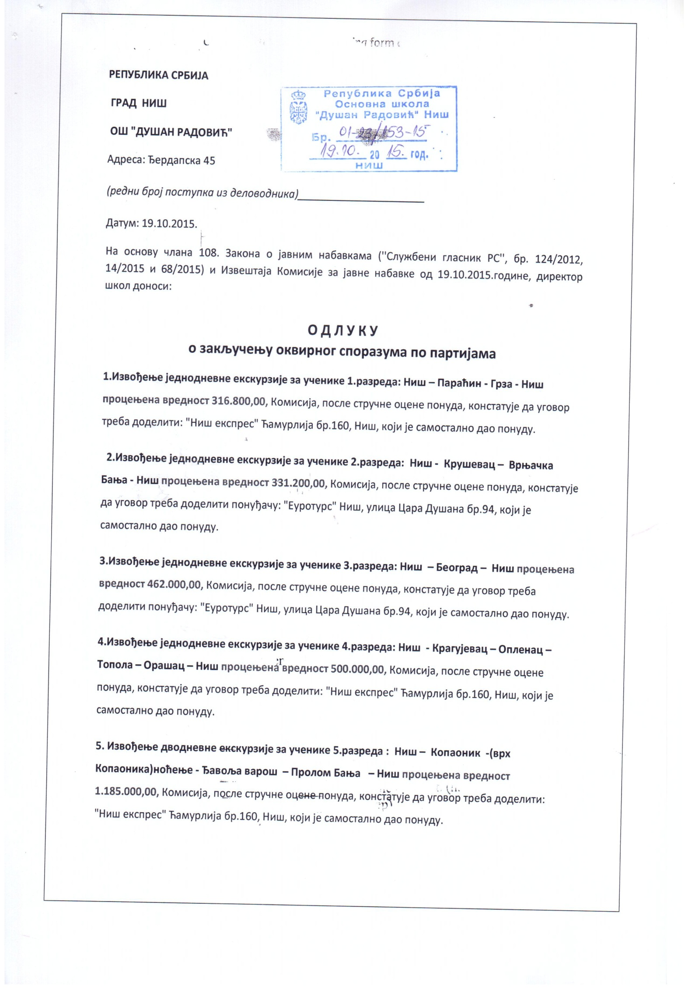 form
РЕПУБЛИКА СРБИЈА
ГРАД НИШ
ОШ "ДУШАН РАДОВИЋ"
Република Србија
Основна школа
"Душан Радовић" Ниш
Бр. 01-23/153-15
19.10. 20 15. год.
НИШ
Адреса: Ђердапска 45
(редни број поступка из деловодника)
Датум: 19.10.2015.
На основу члана 108. Закона о јавним набавкама ("Службени гласник РС", бр. 124/2012,
14/2015 и 68/2015) и Извештаја Комисије за јавне набавке од 19.10.2015.године, директор
школ доноси:
О Д Л У К У
о закључењу оквирног споразума по партијама
1.Извођење једнодневне екскурзије за ученике 1.разреда: Ниш – Параћин - Грза - Ниш
процењена вредност 316.800,00, Комисија, после стручне оцене понуда, констатује да уговор
треба доделити: "Ниш експрес" Ћамурлија бр.160, Ниш, који је самостално дао понуду.
2.Извођење једнодневне екскурзије за ученике 2.разреда: Ниш - Крушевац – Врњачка
Бања - Ниш процењена вредност 331.200,00, Комисија, после стручне оцене понуда, констатује
да уговор треба доделити понуђачу: "Еуротурс" Ниш, улица Цара Душана бр.94, који је
самостално дао понуду.
3.Извођење једнодневне екскурзије за ученике 3.разреда: Ниш – Београд – Ниш процењена
вредност 462.000,00, Комисија, после стручне оцене понуда, констатује да уговор треба
доделити понуђачу: "Еуротурс" Ниш, улица Цара Душана бр.94, који је самостално дао понуду.
4.Извођење једнодневне екскурзије за ученике 4.разреда: Ниш - Крагујевац – Опленац –
Топола – Орашац – Ниш процењена вредност 500.000,00, Комисија, после стручне оцене
понуда, констатује да уговор треба доделити: "Ниш експрес" Ћамурлија бр.160, Ниш, који је
самостално дао понуду.
5. Извођење дводневне екскурзије за ученике 5.разреда : Ниш – Копаоник -(врх
Копаоника)ноћење - Ђавоља варош – Пролом Бања – Ниш процењена вредност
1.185.000,00, Комисија, после стручне оцене понуда, констатује да уговор треба доделити:
"Ниш експрес" Ћамурлија бр.160, Ниш, који је самостално дао понуду.